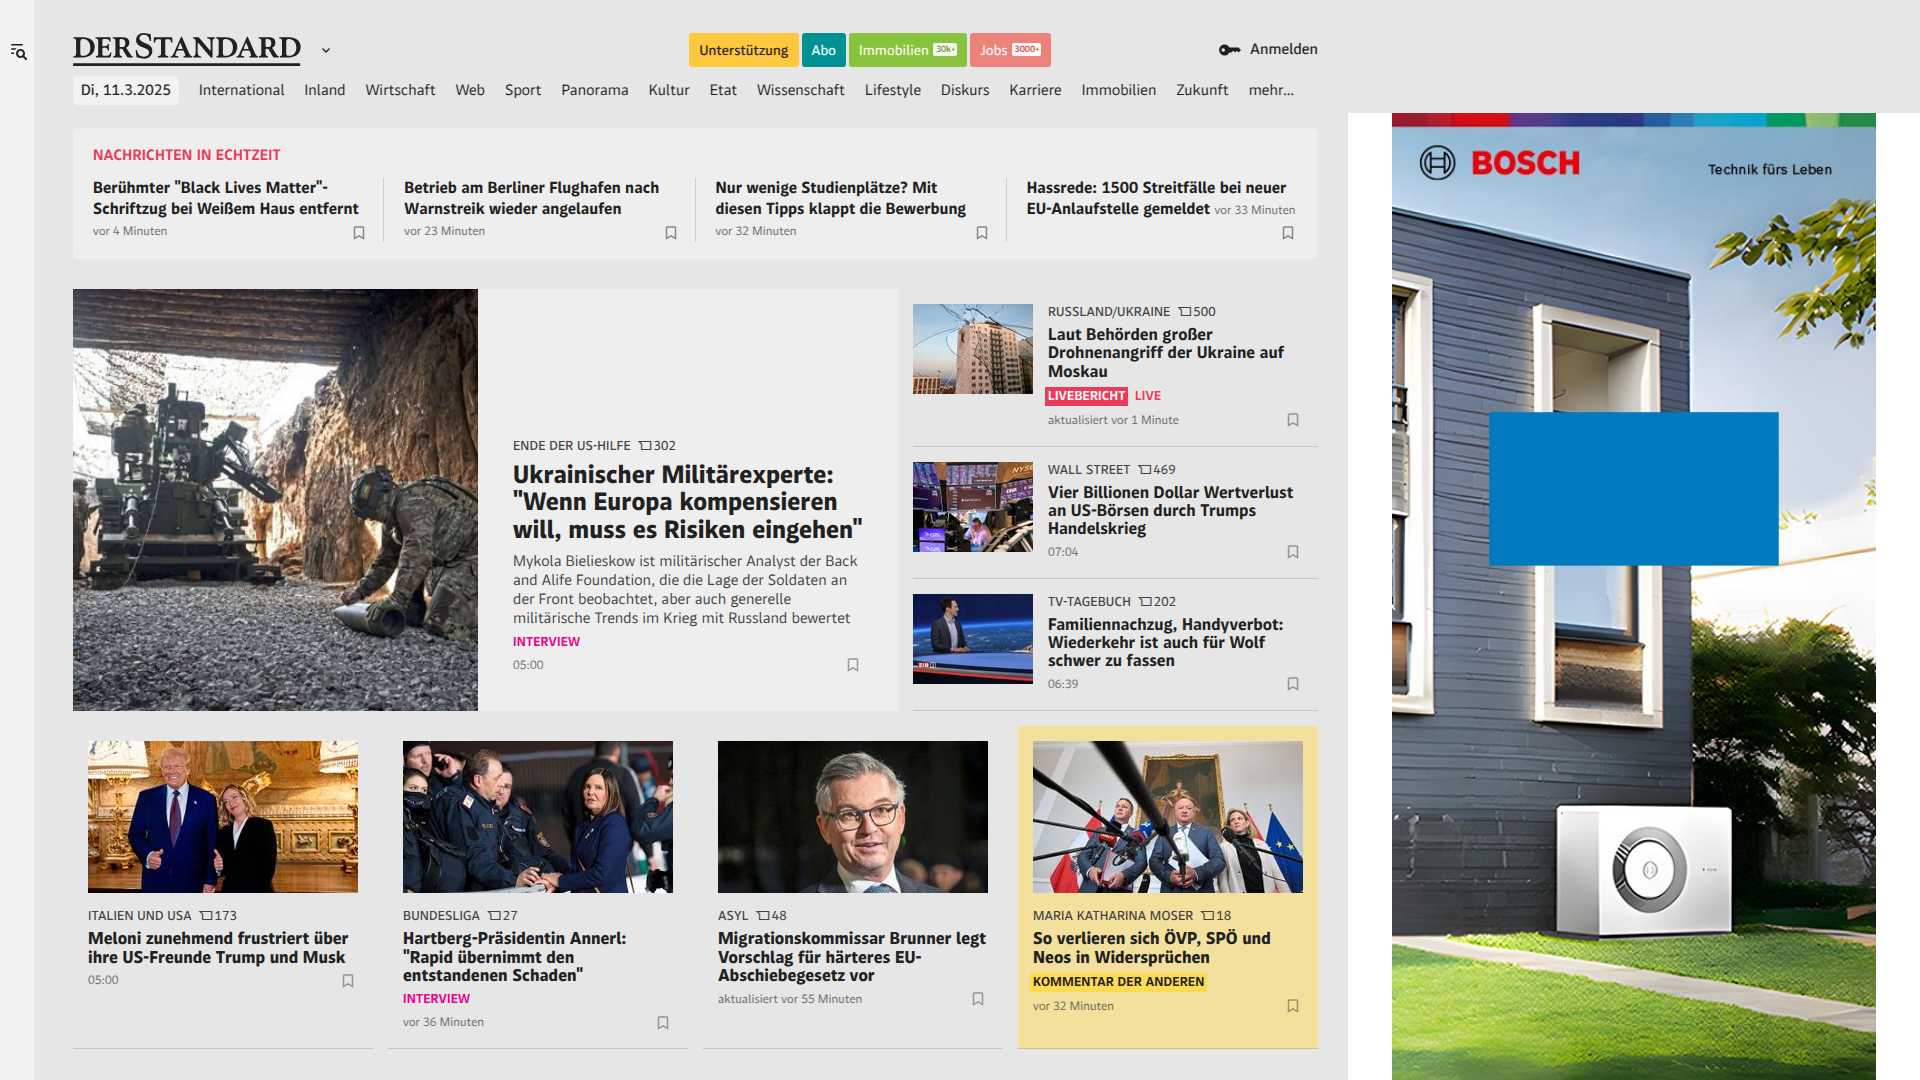 DERSTANDARD
Unterstützung
Abo
Immobilien 30k+
Jobs 3000+
Anmelden
Di, 11.3.2025
International
Inland
Wirtschaft
Web
Sport
Panorama
Kultur
Etat
Wissenschaft
Lifestyle
Diskurs
Karriere
Immobilien
Zukunft
mehr...
NACHRICHTEN IN ECHTZEIT
Berühmter "Black Lives Matter"-
Schriftzug bei Weißem Haus entfernt
vor 4 Minuten
Betrieb am Berliner Flughafen nach
Warnstreik wieder angelaufen
vor 23 Minuten
Nur wenige Studienplätze? Mit
diesen Tipps klappt die Bewerbung
vor 32 Minuten
Hassrede: 1500 Streitfälle bei neuer
EU-Anlaufstelle gemeldet vor 33 Minuten
ENDE DER US-HILFE 302
Ukrainischer Militärexperte:
"Wenn Europa kompensieren
will, muss es Risiken eingehen"
Mykola Bielieskow ist militärischer Analyst der Back
and Alife Foundation, die die Lage der Soldaten an
der Front beobachtet, aber auch generelle
militärische Trends im Krieg mit Russland bewertet
INTERVIEW
05:00
RUSSLAND/UKRAINE 500
Laut Behörden großer
Drohnenangriff der Ukraine auf
Moskau
LIVEBERICHT LIVE
aktualisiert vor 1 Minute
WALL STREET 469
Vier Billionen Dollar Wertverlust
an US-Börsen durch Trumps
Handelskrieg
07:04
TV-TAGEBUCH 202
Familiennachzug, Handyverbot:
Wiederkehr ist auch für Wolf
schwer zu fassen
06:39
ITALIEN UND USA 173
Meloni zunehmend frustriert über
ihre US-Freunde Trump und Musk
05:00
BUNDESLIGA 27
Hartberg-Präsidentin Annerl:
"Rapid übernimmt den
entstandenen Schaden"
INTERVIEW
vor 36 Minuten
ASYL 48
Migrationskommissar Brunner legt
Vorschlag für härteres EU-
Abschiebegesetz vor
aktualisiert vor 55 Minuten
MARIA KATHARINA MOSER 18
So verlieren sich ÖVP, SPÖ und
Neos in Widersprüchen
KOMMENTAR DER ANDEREN
vor 32 Minuten
BOSCH
Technik fürs Leben